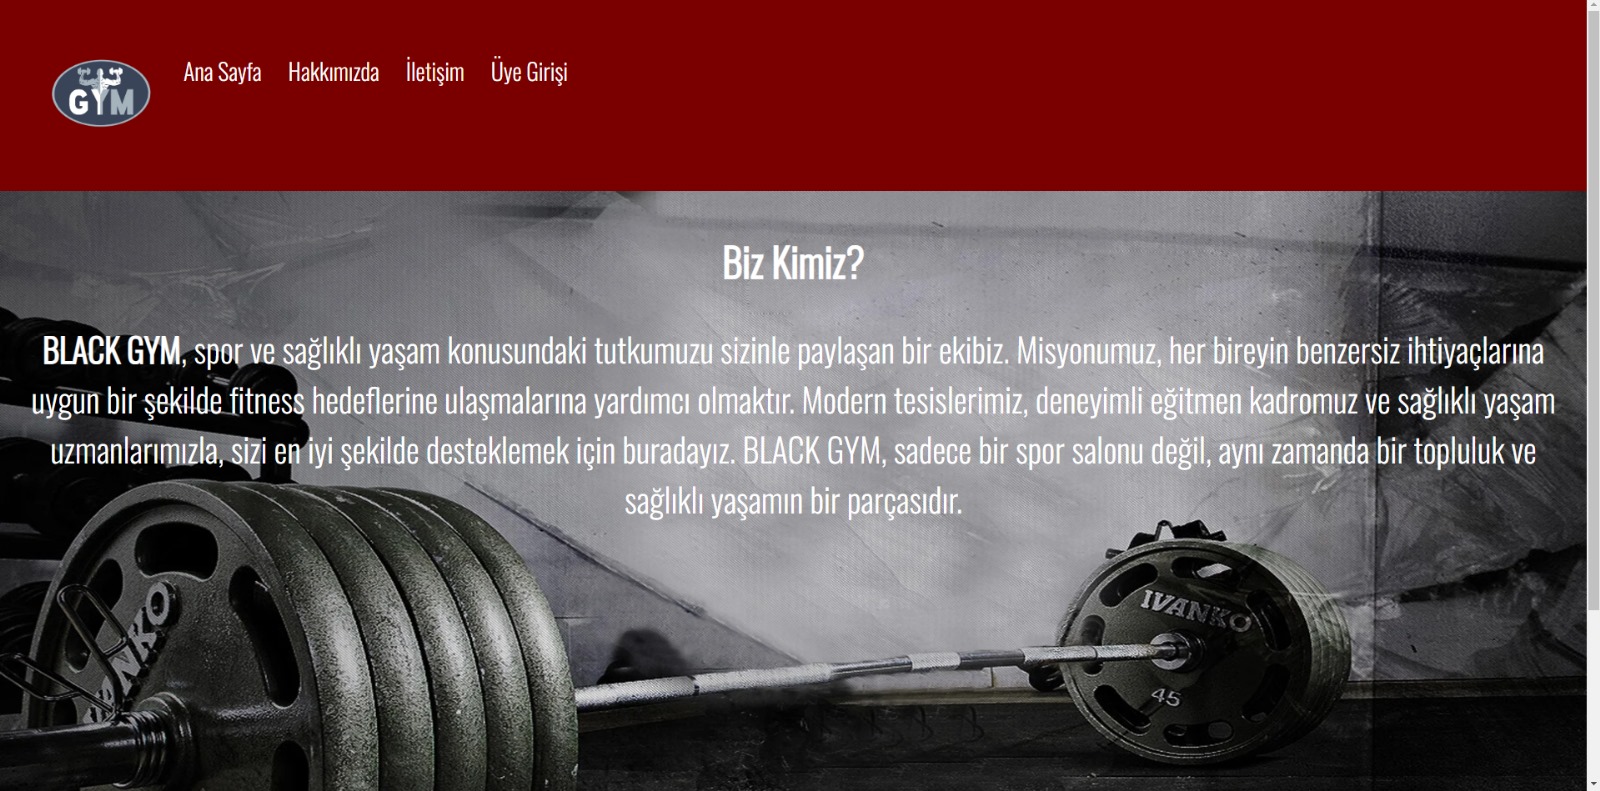 GYM
Ana Sayfa Hakkımızda İletişim Üye Girişi
Biz Kimiz?
BLACK GYM, spor ve sağlıklı yaşam konusundaki tutkumuzu sizinle paylaşan bir ekibiz. Misyonumuz, her bireyin benzersiz ihtiyaçlarına
uygun bir şekilde fitness hedeflerine ulaşmalarına yardımcı olmaktır. Modern tesislerimiz, deneyimli eğitmen kadromuz ve sağlıklı yaşam
uzmanlarımızla, sizi en iyi şekilde desteklemek için buradayız. BLACK GYM, sadece bir spor salonu değil, aynı zamanda bir topluluk ve
sağlıklı yaşamın bir parçasıdır.
IVANKO
IVANKO
45